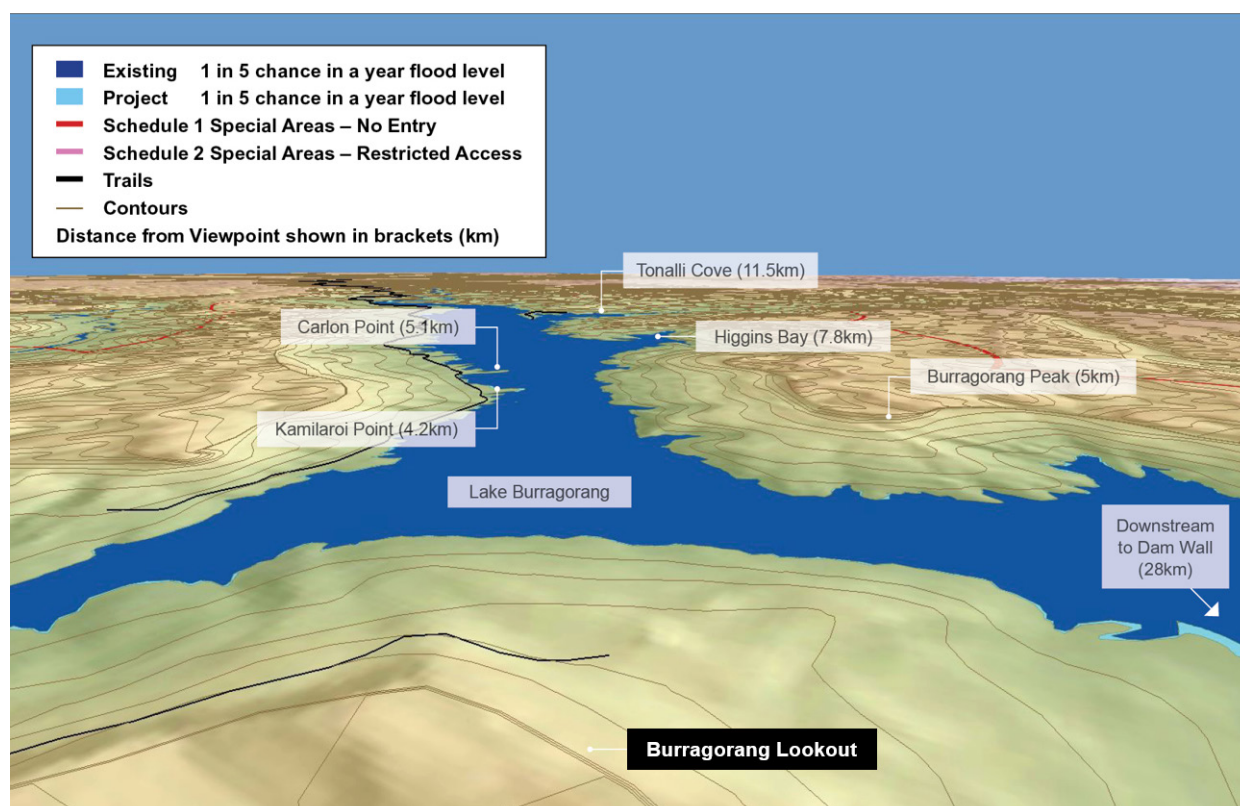 Existing 1 in 5 chance in a year flood level
Project 1 in 5 chance in a year flood level
Schedule 1 Special Areas – No Entry
Schedule 2 Special Areas – Restricted Access
Trails
Contours
Distance from Viewpoint shown in brackets (km)
Tonalli Cove (11.5km)
Carlon Point (5.1km)
Higgins Bay (7.8km)
Burragorang Peak (5km)
Kamilaroi Point (4.2km)
Lake Burragorang
Downstream
to Dam Wall
(28km)
Burragorang Lookout